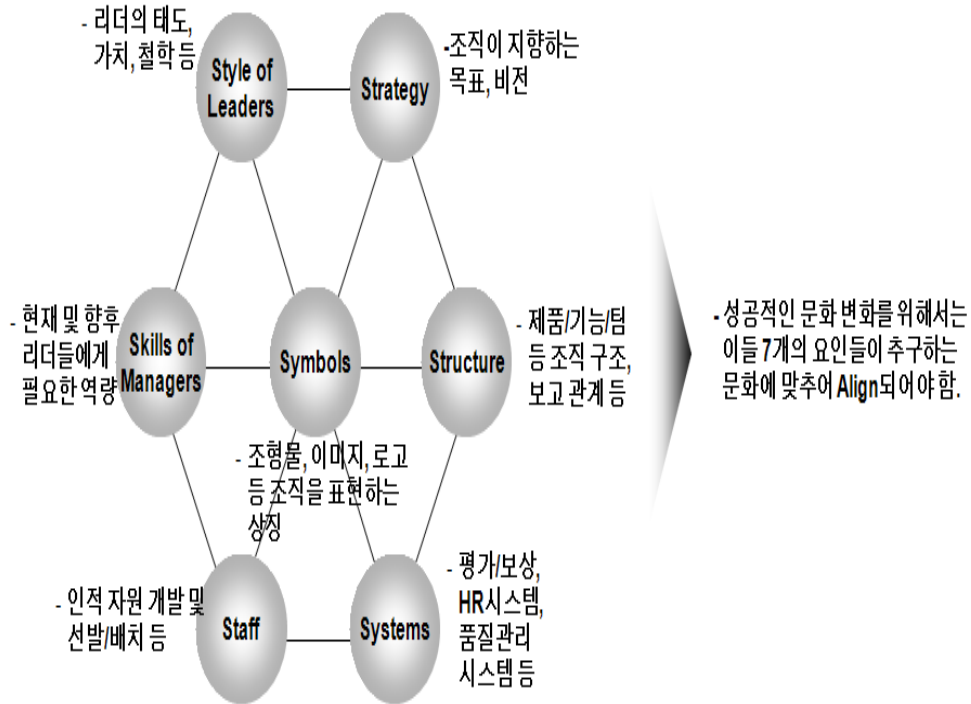 - 리더의 태도,
가치, 철학 등
Style of
Leaders
Strategy
-조직이 지향하는
목표, 비전
- 현재 및 향후
리더들에게
필요한 역량
Skills of
Managers
Symbols
Structure
- 제품/기능/팀
등 조직 구조,
보고 관계 등
- 조형물, 이미지, 로고
등 조직을 표현하는
상징
- 인적 자원 개발 및
선발/배치 등
Staff
Systems
- 평가/보상,
HR시스템,
품질관리
시스템 등
- 성공적인 문화 변화를 위해서는
이들 7개의 요인들이 추구하는
문화에 맞추어 Align되어야 함.